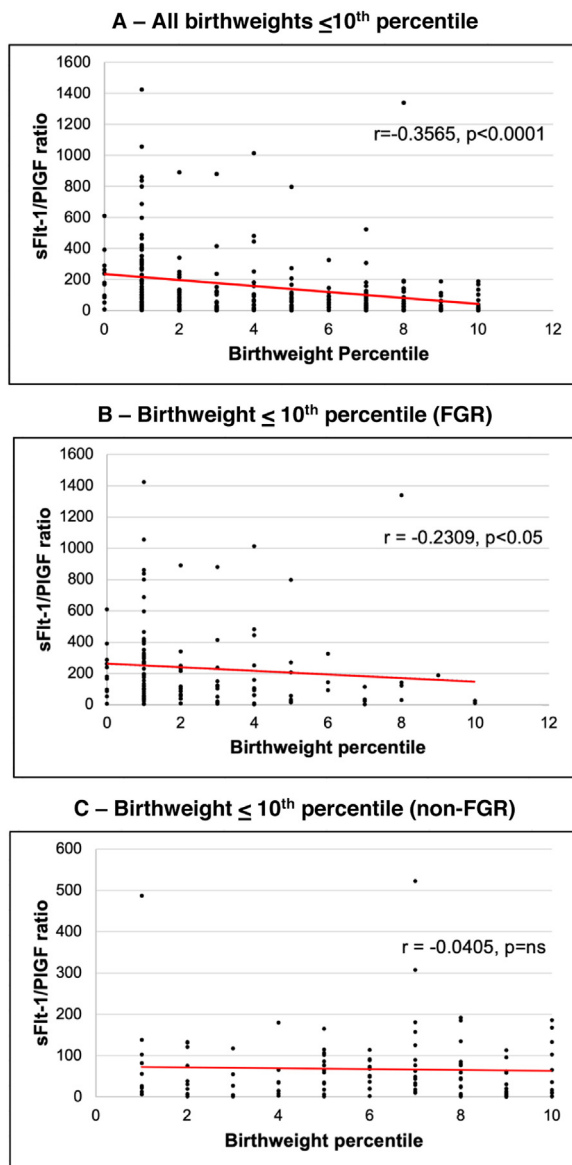 A – All birthweights ≤10th percentile
1600
1400
1200
1000
800
600
400
200
0
sFlt-1/PlGF ratio
r=-0.3565, p<0.0001
0 2 4 6 8 10 12
Birthweight Percentile
B – Birthweight ≤ 10th percentile (FGR)
1600
1400
1200
1000
800
600
400
200
0
sFlt-1/PlGF ratio
r = -0.2309, p<0.05
0 2 4 6 8 10 12
Birthweight percentile
C – Birthweight ≤ 10th percentile (non-FGR)
600
500
400
300
200
100
0
sFlt-1/PlGF ratio
r = -0.0405, p=ns
0 2 4 6 8 10
Birthweight percentile